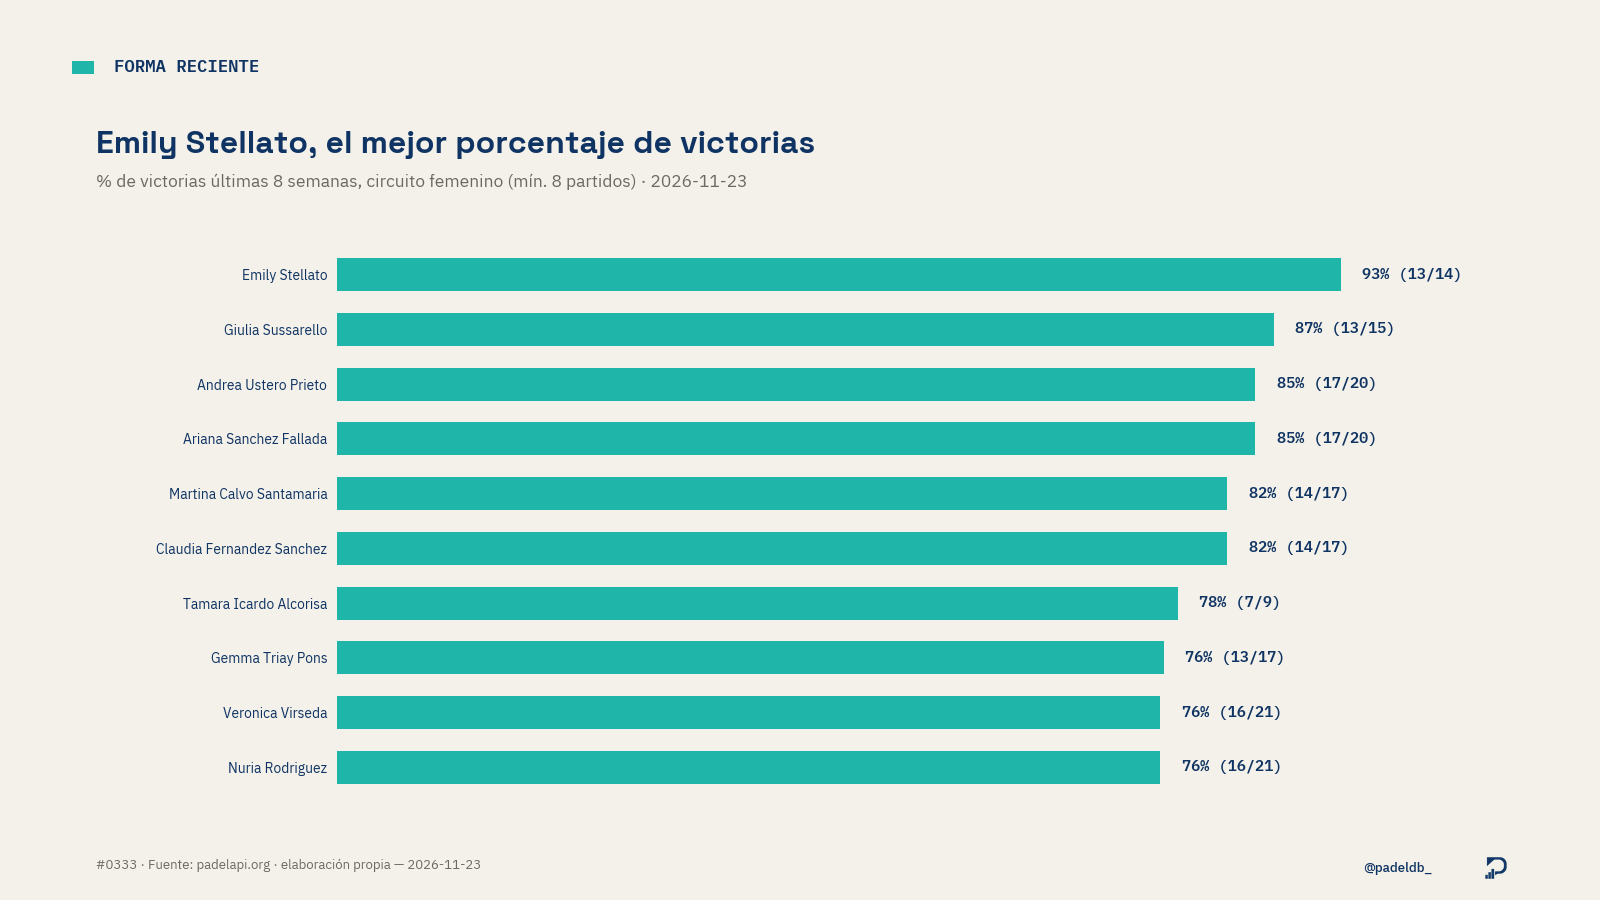 FORMA RECIENTE
Emily Stellato, el mejor porcentaje de victorias
% de victorias últimas 8 semanas, circuito femenino (mín. 8 partidos) · 2026-11-23
Emily Stellato 93% (13/14)
Giulia Sussarello 87% (13/15)
Andrea Ustero Prieto 85% (17/20)
Ariana Sanchez Fallada 85% (17/20)
Martina Calvo Santamaria 82% (14/17)
Claudia Fernandez Sanchez 82% (14/17)
Tamara Icardo Alcorisa 78% (7/9)
Gemma Triay Pons 76% (13/17)
Veronica Virseda 76% (16/21)
Nuria Rodriguez 76% (16/21)
#0333 · Fuente: padelapi.org · elaboración propia — 2026-11-23
@padeldb_